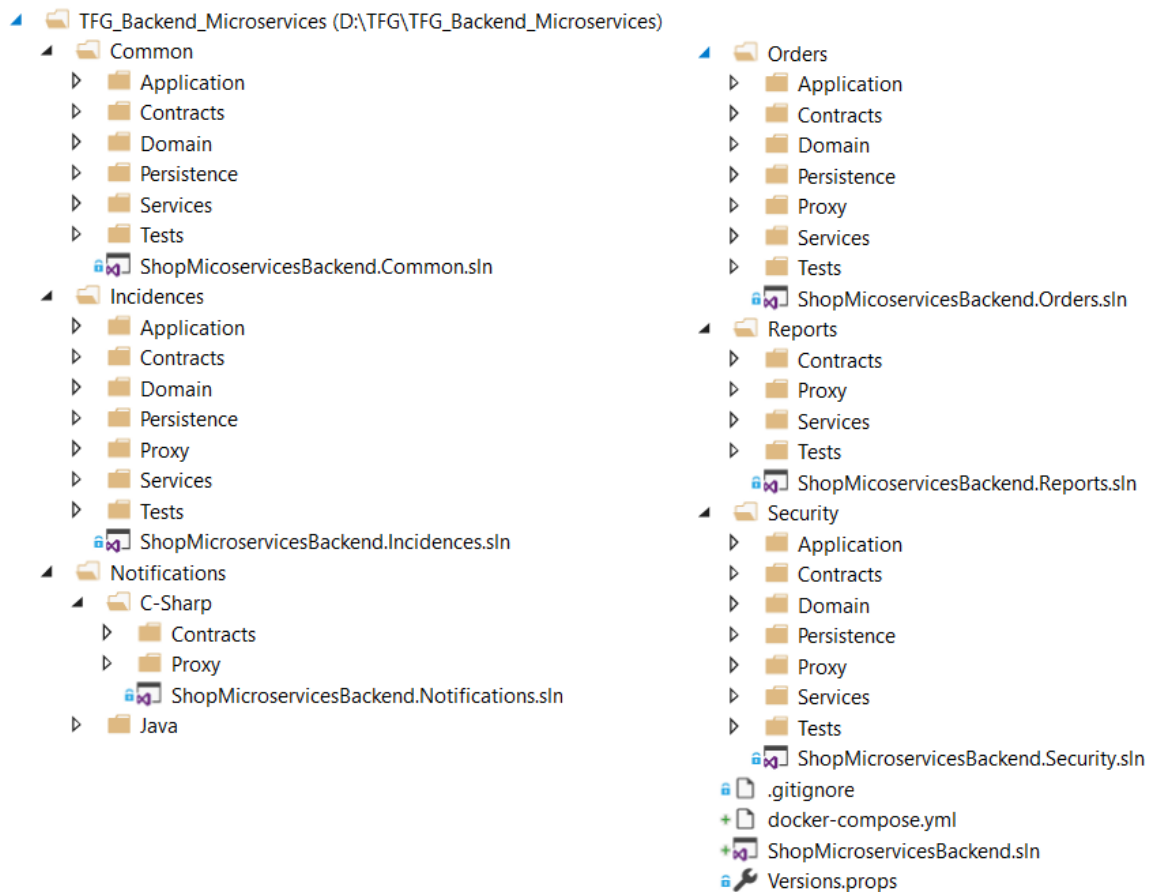 TFG_Backend_Microservices (D:\TFG\TFG_Backend_Microservices)
Common
Application
Contracts
Domain
Persistence
Services
Tests
ShopMicoservicesBackend.Common.sln
Incidences
Application
Contracts
Domain
Persistence
Proxy
Services
Tests
ShopMicroservicesBackend.Incidences.sln
Notifications
C-Sharp
Contracts
Proxy
ShopMicroservicesBackend.Notifications.sln
Java
Orders
Application
Contracts
Domain
Persistence
Proxy
Services
Tests
ShopMicoservicesBackend.Orders.sln
Reports
Contracts
Proxy
Services
Tests
ShopMicoservicesBackend.Reports.sln
Security
Application
Contracts
Domain
Persistence
Proxy
Services
Tests
ShopMicroservicesBackend.Security.sln
.gitignore
docker-compose.yml
ShopMicroservicesBackend.sln
Versions.props